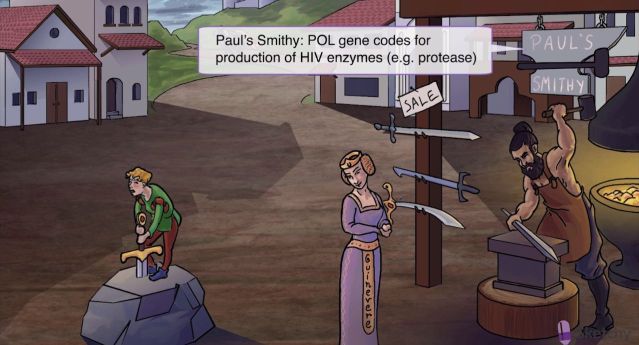 Paul's Smithy: POL gene codes for
production of HIV enzymes (e.g. protease)
PAUL'S
SMITHY
SALE
Guinevere